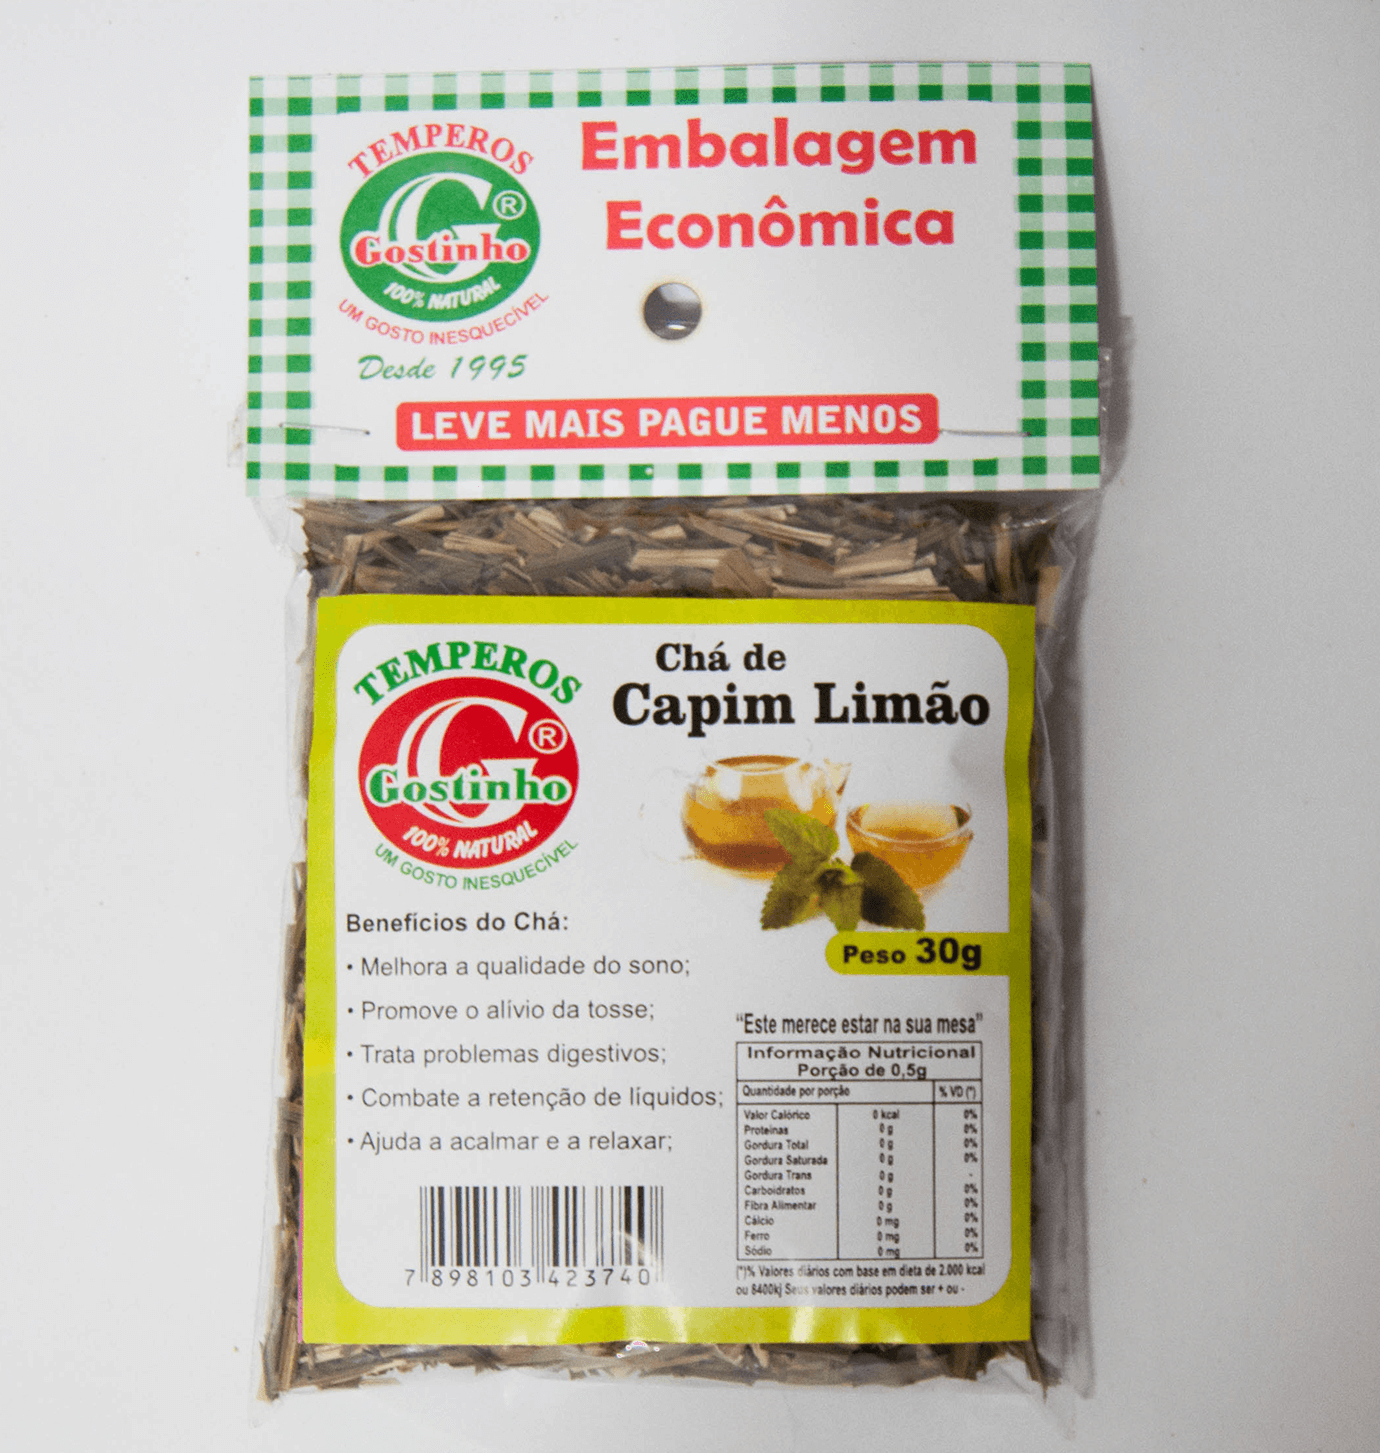 TEMPEROS
G ®
Gostinho
100% NATURAL
UM GOSTO INESQUECÍVEL
Desde 1995
Embalagem
Econômica
LEVE MAIS PAGUE MENOS
TEMPEROS
G ®
Gostinho
100% NATURAL
UM GOSTO INESQUECÍVEL
Chá de
Capim Limão
Peso 30g
Benefícios do Chá:
• Melhora a qualidade do sono;
• Promove o alívio da tosse;
• Trata problemas digestivos;
• Combate a retenção de líquidos;
• Ajuda a acalmar e a relaxar;
7 898103 423740
"Este merece estar na sua mesa"
Informação Nutricional
Porção de 0,5g
Quantidade por porção % VD (*)
Valor Calórico 0 kcal 0%
Proteinas 0 g 0%
Gordura Total 0 g 0%
Gordura Saturada 0 g 0%
Gordura Trans 0 g -
Carboidratos 0 g 0%
Fibra Alimentar 0 g 0%
Cálcio 0 mg 0%
Ferro 0 mg 0%
Sódio 0 mg 0%
(*)% Valores diários com base em dieta de 2.000 kcal
ou 8400kj Seus valores diários podem ser + ou -